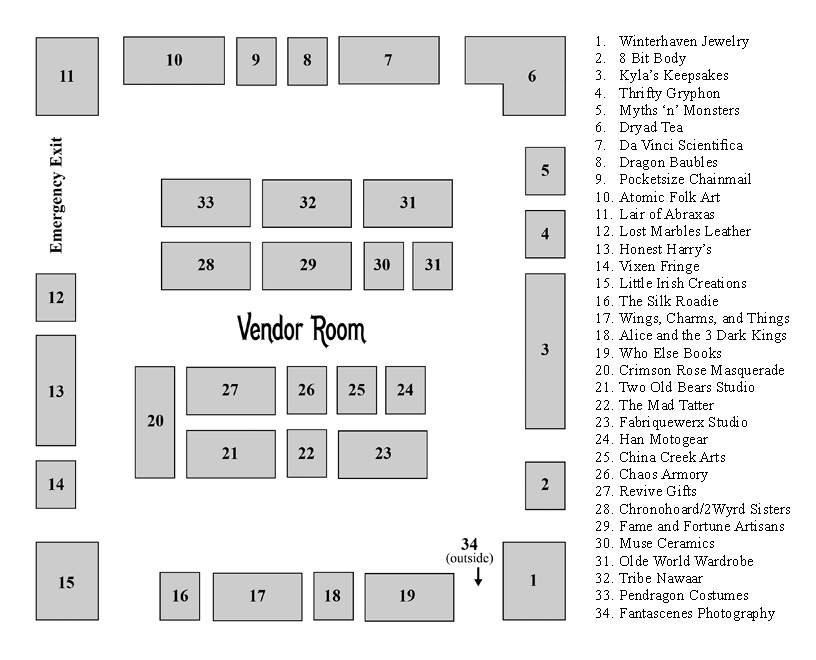 11
10
9
8
7
6
Emergency Exit
5
33
32
31
4
28
29
30
31
12
Vendor Room
3
13
20
27
26
25
24
21
22
23
14
2
34
(outside)
15
16
17
18
19
1
1. Winterhaven Jewelry
2. 8 Bit Body
3. Kyla's Keepsakes
4. Thrifty Gryphon
5. Myths ‘n’ Monsters
6. Dryad Tea
7. Da Vinci Scientifica
8. Dragon Baubles
9. Pocketsize Chainmail
10. Atomic Folk Art
11. Lair of Abraxas
12. Lost Marbles Leather
13. Honest Harry's
14. Vixen Fringe
15. Little Irish Creations
16. The Silk Roadie
17. Wings, Charms, and Things
18. Alice and the 3 Dark Kings
19. Who Else Books
20. Crimson Rose Masquerade
21. Two Old Bears Studio
22. The Mad Tatter
23. Fabriquewerx Studio
24. Han Motogear
25. China Creek Arts
26. Chaos Armory
27. Revive Gifts
28. Chronohoard/2Wyrd Sisters
29. Fame and Fortune Artisans
30. Muse Ceramics
31. Olde World Wardrobe
32. Tribe Nawaar
33. Pendragon Costumes
34. Fantascenes Photography